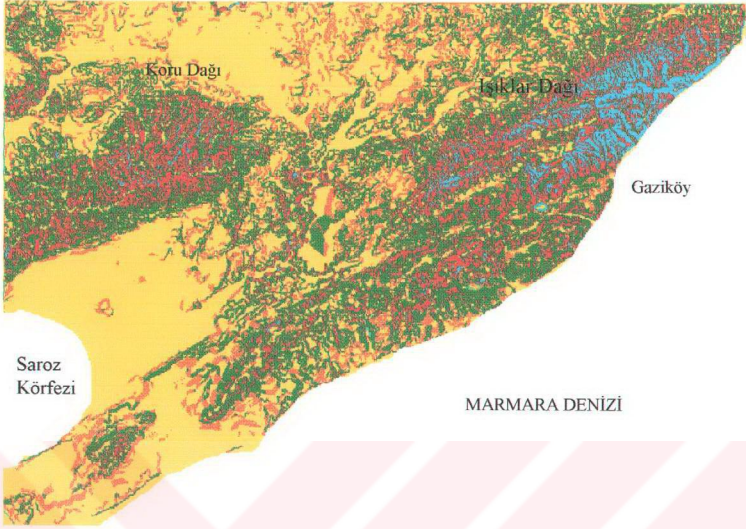 Koru Dağı
Işıklar Dağı
Gaziköy
Saroz
Körfezi
MARMARA DENİZİ